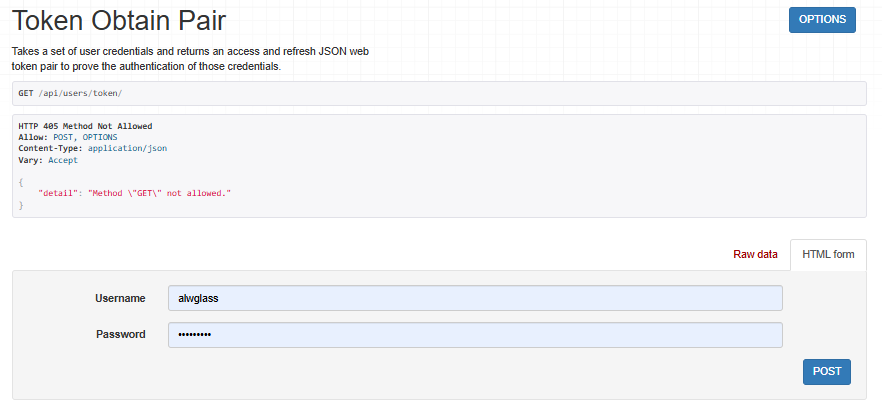 Token Obtain Pair
OPTIONS
Takes a set of user credentials and returns an access and refresh JSON web
token pair to prove the authentication of those credentials.
GET /api/users/token/
HTTP 405 Method Not Allowed
Allow: POST, OPTIONS
Content-Type: application/json
Vary: Accept
{
    "detail": "Method \"GET\" not allowed."
}
Raw data
HTML form
Username alwglass
Password •••••••••
POST